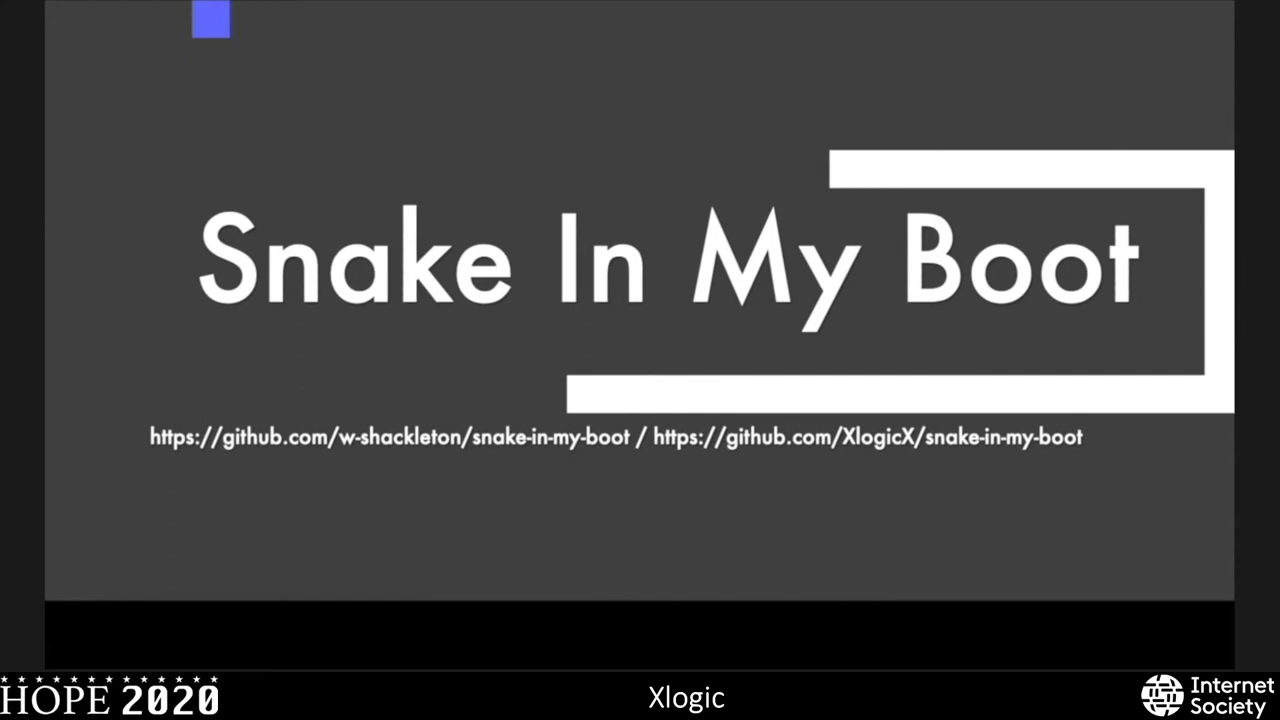 Snake In My Boot
https://github.com/w-shackleton/snake-in-my-boot / https://github.com/XlogicX/snake-in-my-boot
HOPE 2020
Xlogic
Internet
Society